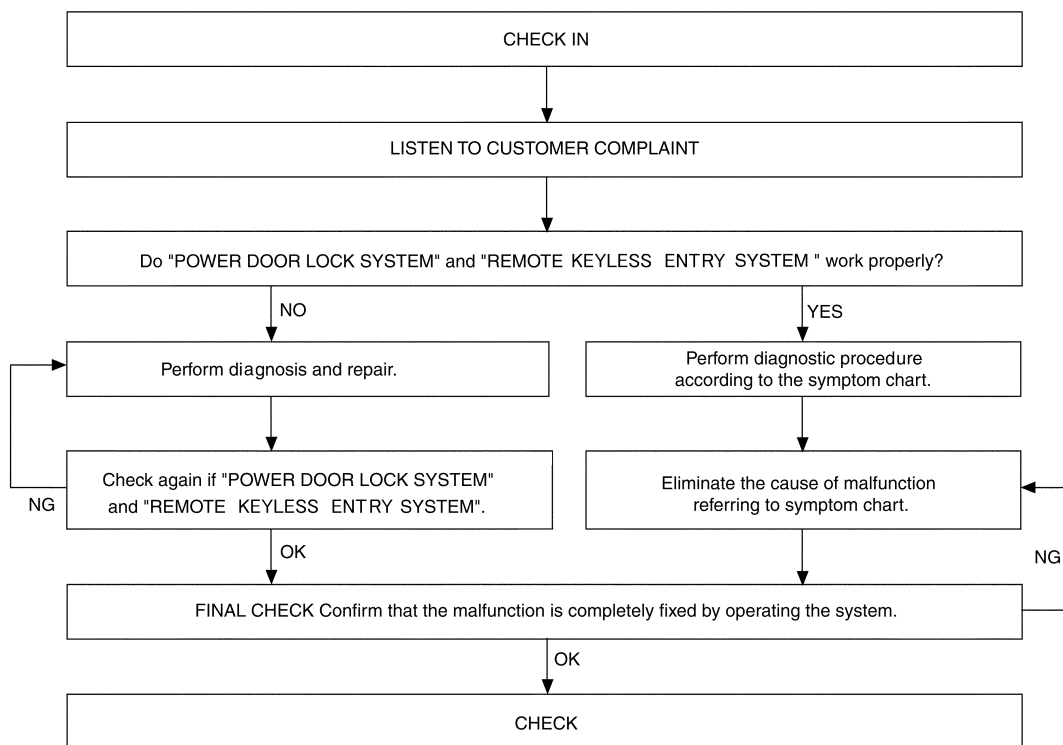 CHECK IN
LISTEN TO CUSTOMER COMPLAINT
Do "POWER DOOR LOCK SYSTEM" and "REMOTE KEYLESS ENTRY SYSTEM " work properly?
NO
YES
Perform diagnosis and repair.
Perform diagnostic procedure
according to the symptom chart.
Check again if "POWER DOOR LOCK SYSTEM"
and "REMOTE KEYLESS ENTRY SYSTEM".
Eliminate the cause of malfunction
referring to symptom chart.
NG
OK
NG
FINAL CHECK Confirm that the malfunction is completely fixed by operating the system.
OK
CHECK